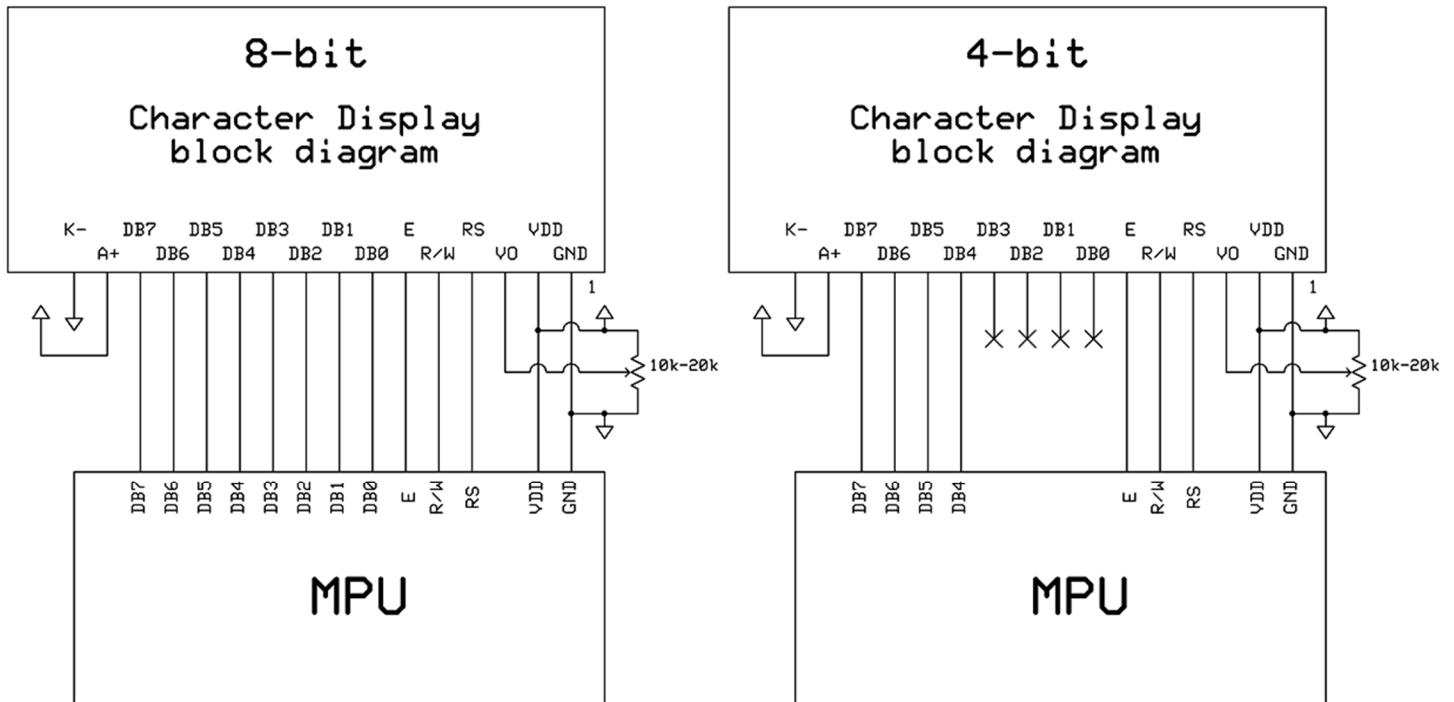 8-bit
Character Display
block diagram
K- DB7 DB5 DB3 DB1 E RS VDD
A+ DB6 DB4 DB2 DB0 R/W VO GND
1
10k-20k
DB7 DB6 DB5 DB4 DB3 DB2 DB1 DB0 E R/W RS VDD GND
MPU
4-bit
Character Display
block diagram
K- DB7 DB5 DB3 DB1 E RS VDD
A+ DB6 DB4 DB2 DB0 R/W VO GND
1
10k-20k
DB7 DB6 DB5 DB4 E R/W RS VDD GND
MPU